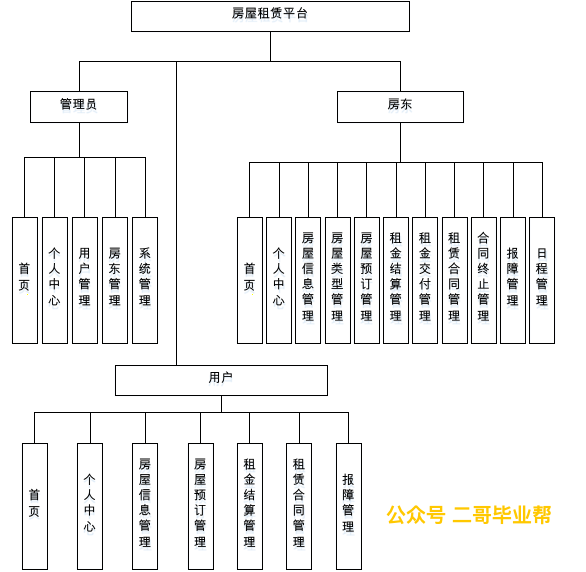 房屋租赁平台
管理员
房东
首页
个人中心
用户管理
房东管理
系统管理
首页
个人中心
房屋信息管理
房屋类型管理
房屋预订管理
租金结算管理
租金交付管理
租赁合同管理
合同终止管理
报障管理
日程管理
用户
首页
个人中心
房屋信息管理
房屋预订管理
租金结算管理
租赁合同管理
报障管理
公众号 二哥毕业帮